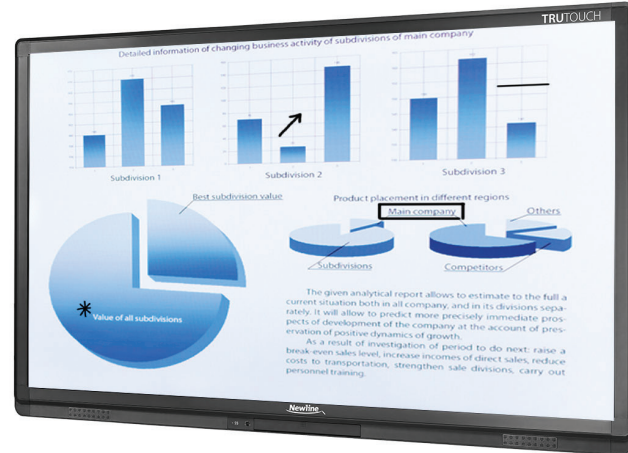 TRUTOUCH
Detailed information of changing business activity of subdivisions of main company
Subdivision 1
Subdivision 2
Subdivision 3
Best subdivision value
Product placement in different regions
Main company
Others
Subdivisions
Competitors
Value of all subdivisions
The given analytical report allows to estimate to the full a
current situation both in all company, and in its divisions sepa-
rately. It will allow to predict more precisely immediate pros-
pects of development of the company at the account of pres-
ervation of positive dynamics of growth.
As a result of investigation of period to do next: raise a
break-even sales level, increase incomes of direct sales, reduce
costs to transportation, strengthen sale divisions, carry out
personnel training.
Newline